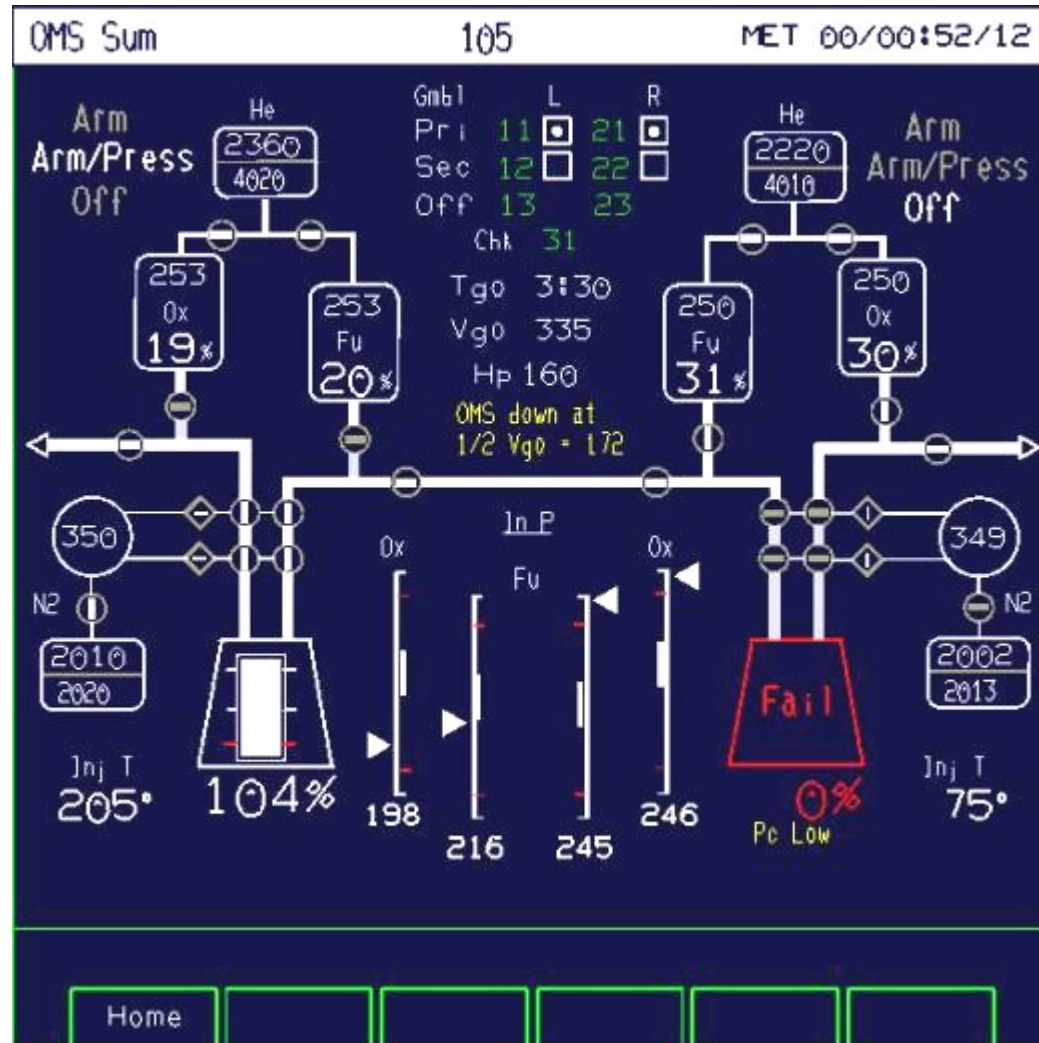 OMS Sum 105 MET 00/00:52/12
Gmbl L R
Pri 11 21
Sec 12 22
Off 13 23
Chk 31
Tgo 3:30
Vgo 335
Hp 160
OMS down at
1/2 Vgo = 172
Arm
Arm/Press
Off
He
2360
4020
253
Ox
19%
253
Fu
20%
He
2220
4010
Arm
Arm/Press
Off
250
Fu
31%
250
Ox
30%
350
N2
2010
2020
Inj T
205°
104%
In P
Ox
198
Fu
216
245
Ox
246
Fail
0%
Pc Low
349
N2
2002
2013
Inj T
75°
Home